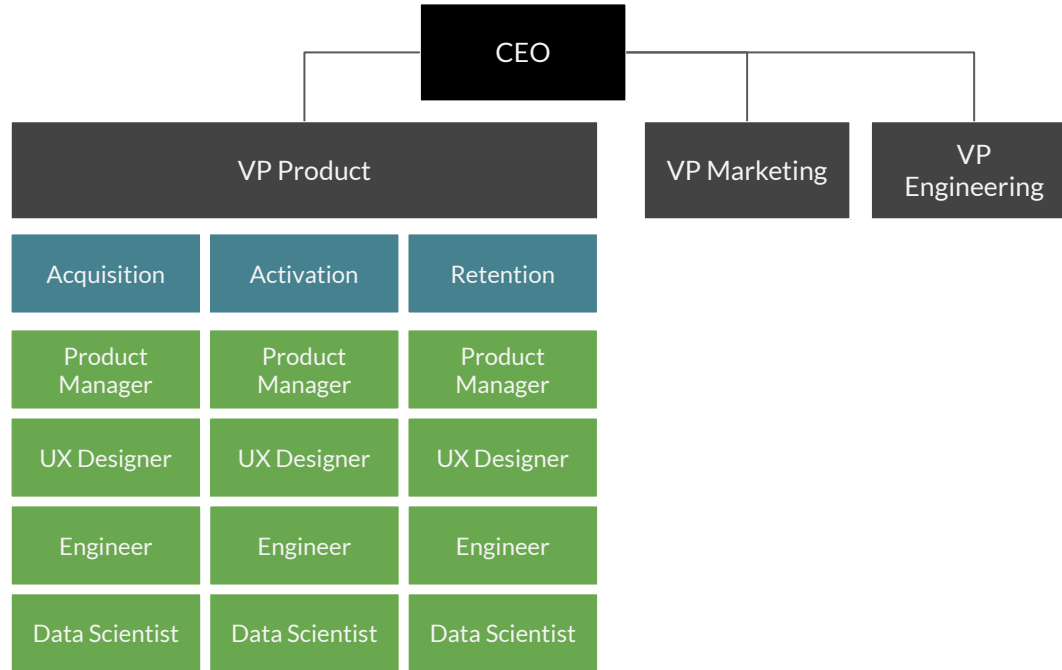 CEO
VP Product
VP Marketing
VP
Engineering
Acquisition
Activation
Retention
Product
Manager
Product
Manager
Product
Manager
UX Designer
UX Designer
UX Designer
Engineer
Engineer
Engineer
Data Scientist
Data Scientist
Data Scientist